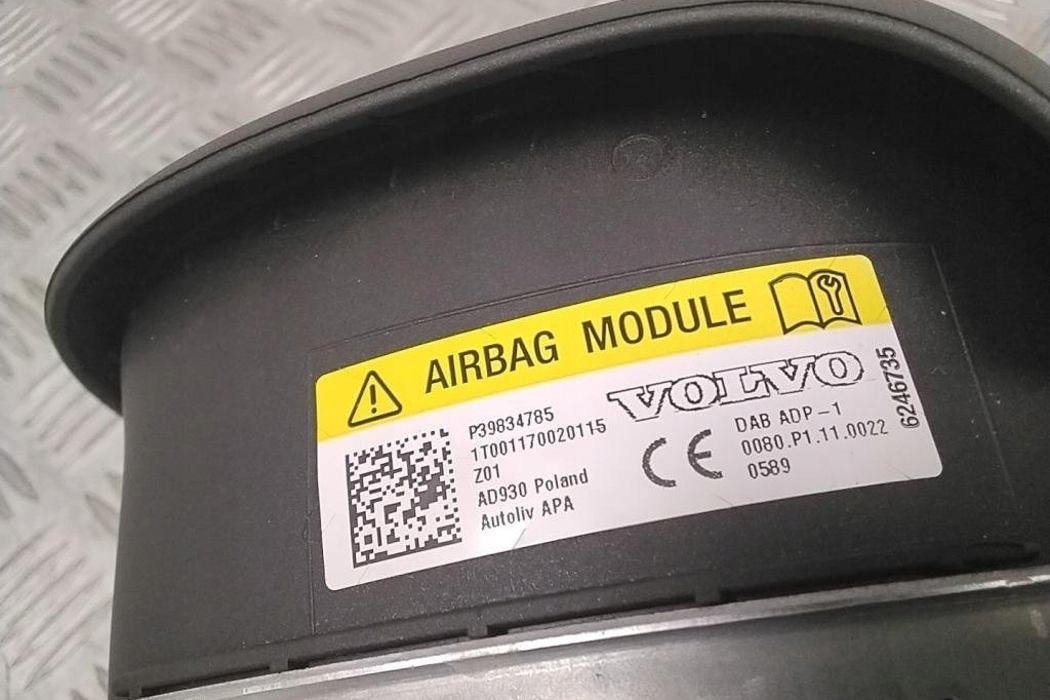 AIRBAG MODULE
P39834785
1T001170020115
Z01
AD930 Poland
Autoliv APA
VOLVO
CE
DAB ADP-1
0080.P1.11.0022
0589
6246735